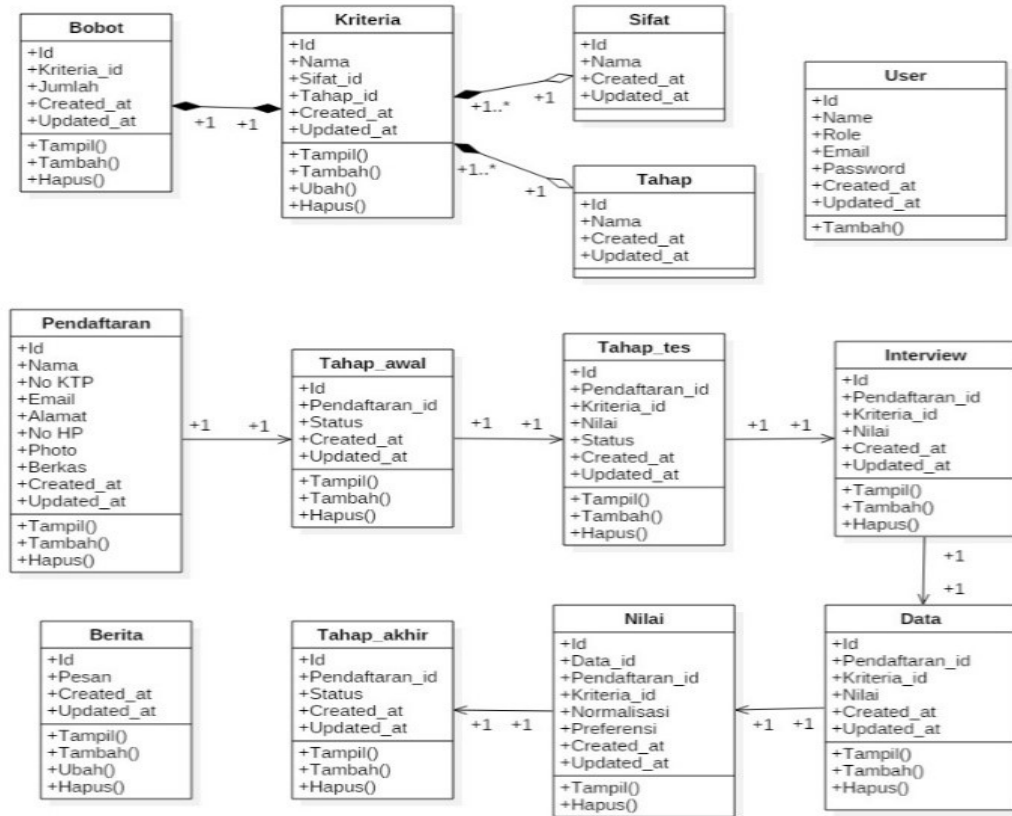 Bobot
+Id
+Kriteria_id
+Jumlah
+Created_at
+Updated_at
+Tampil()
+Tambah()
+Hapus()
+1
+1
Kriteria
+Id
+Nama
+Sifat_id
+Tahap_id
+Created_at
+Updated_at
+Tampil()
+Tambah()
+Ubah()
+Hapus()
+1..*
+1
+1..*
+1
Sifat
+Id
+Nama
+Created_at
+Updated_at
Tahap
+Id
+Nama
+Created_at
+Updated_at
User
+Id
+Name
+Role
+Email
+Password
+Created_at
+Updated_at
+Tambah()
Pendaftaran
+Id
+Nama
+No KTP
+Email
+Alamat
+No HP
+Photo
+Berkas
+Created_at
+Updated_at
+Tampil()
+Tambah()
+Hapus()
+1
+1
Tahap_awal
+Id
+Pendaftaran_id
+Status
+Created_at
+Updated_at
+Tampil()
+Tambah()
+Hapus()
+1
+1
Tahap_tes
+Id
+Pendaftaran_id
+Kriteria_id
+Nilai
+Status
+Created_at
+Updated_at
+Tampil()
+Tambah()
+Hapus()
+1
+1
Interview
+Id
+Pendaftaran_id
+Kriteria_id
+Nilai
+Created_at
+Updated_at
+Tampil()
+Tambah()
+Hapus()
+1
+1
Berita
+Id
+Pesan
+Created_at
+Updated_at
+Tampil()
+Tambah()
+Ubah()
+Hapus()
Tahap_akhir
+Id
+Pendaftaran_id
+Status
+Created_at
+Updated_at
+Tampil()
+Tambah()
+Hapus()
+1
+1
Nilai
+Id
+Data_id
+Pendaftaran_id
+Kriteria_id
+Normalisasi
+Preferensi
+Created_at
+Updated_at
+Tampil()
+Hapus()
+1
+1
Data
+Id
+Pendaftaran_id
+Kriteria_id
+Nilai
+Created_at
+Updated_at
+Tampil()
+Tambah()
+Hapus()